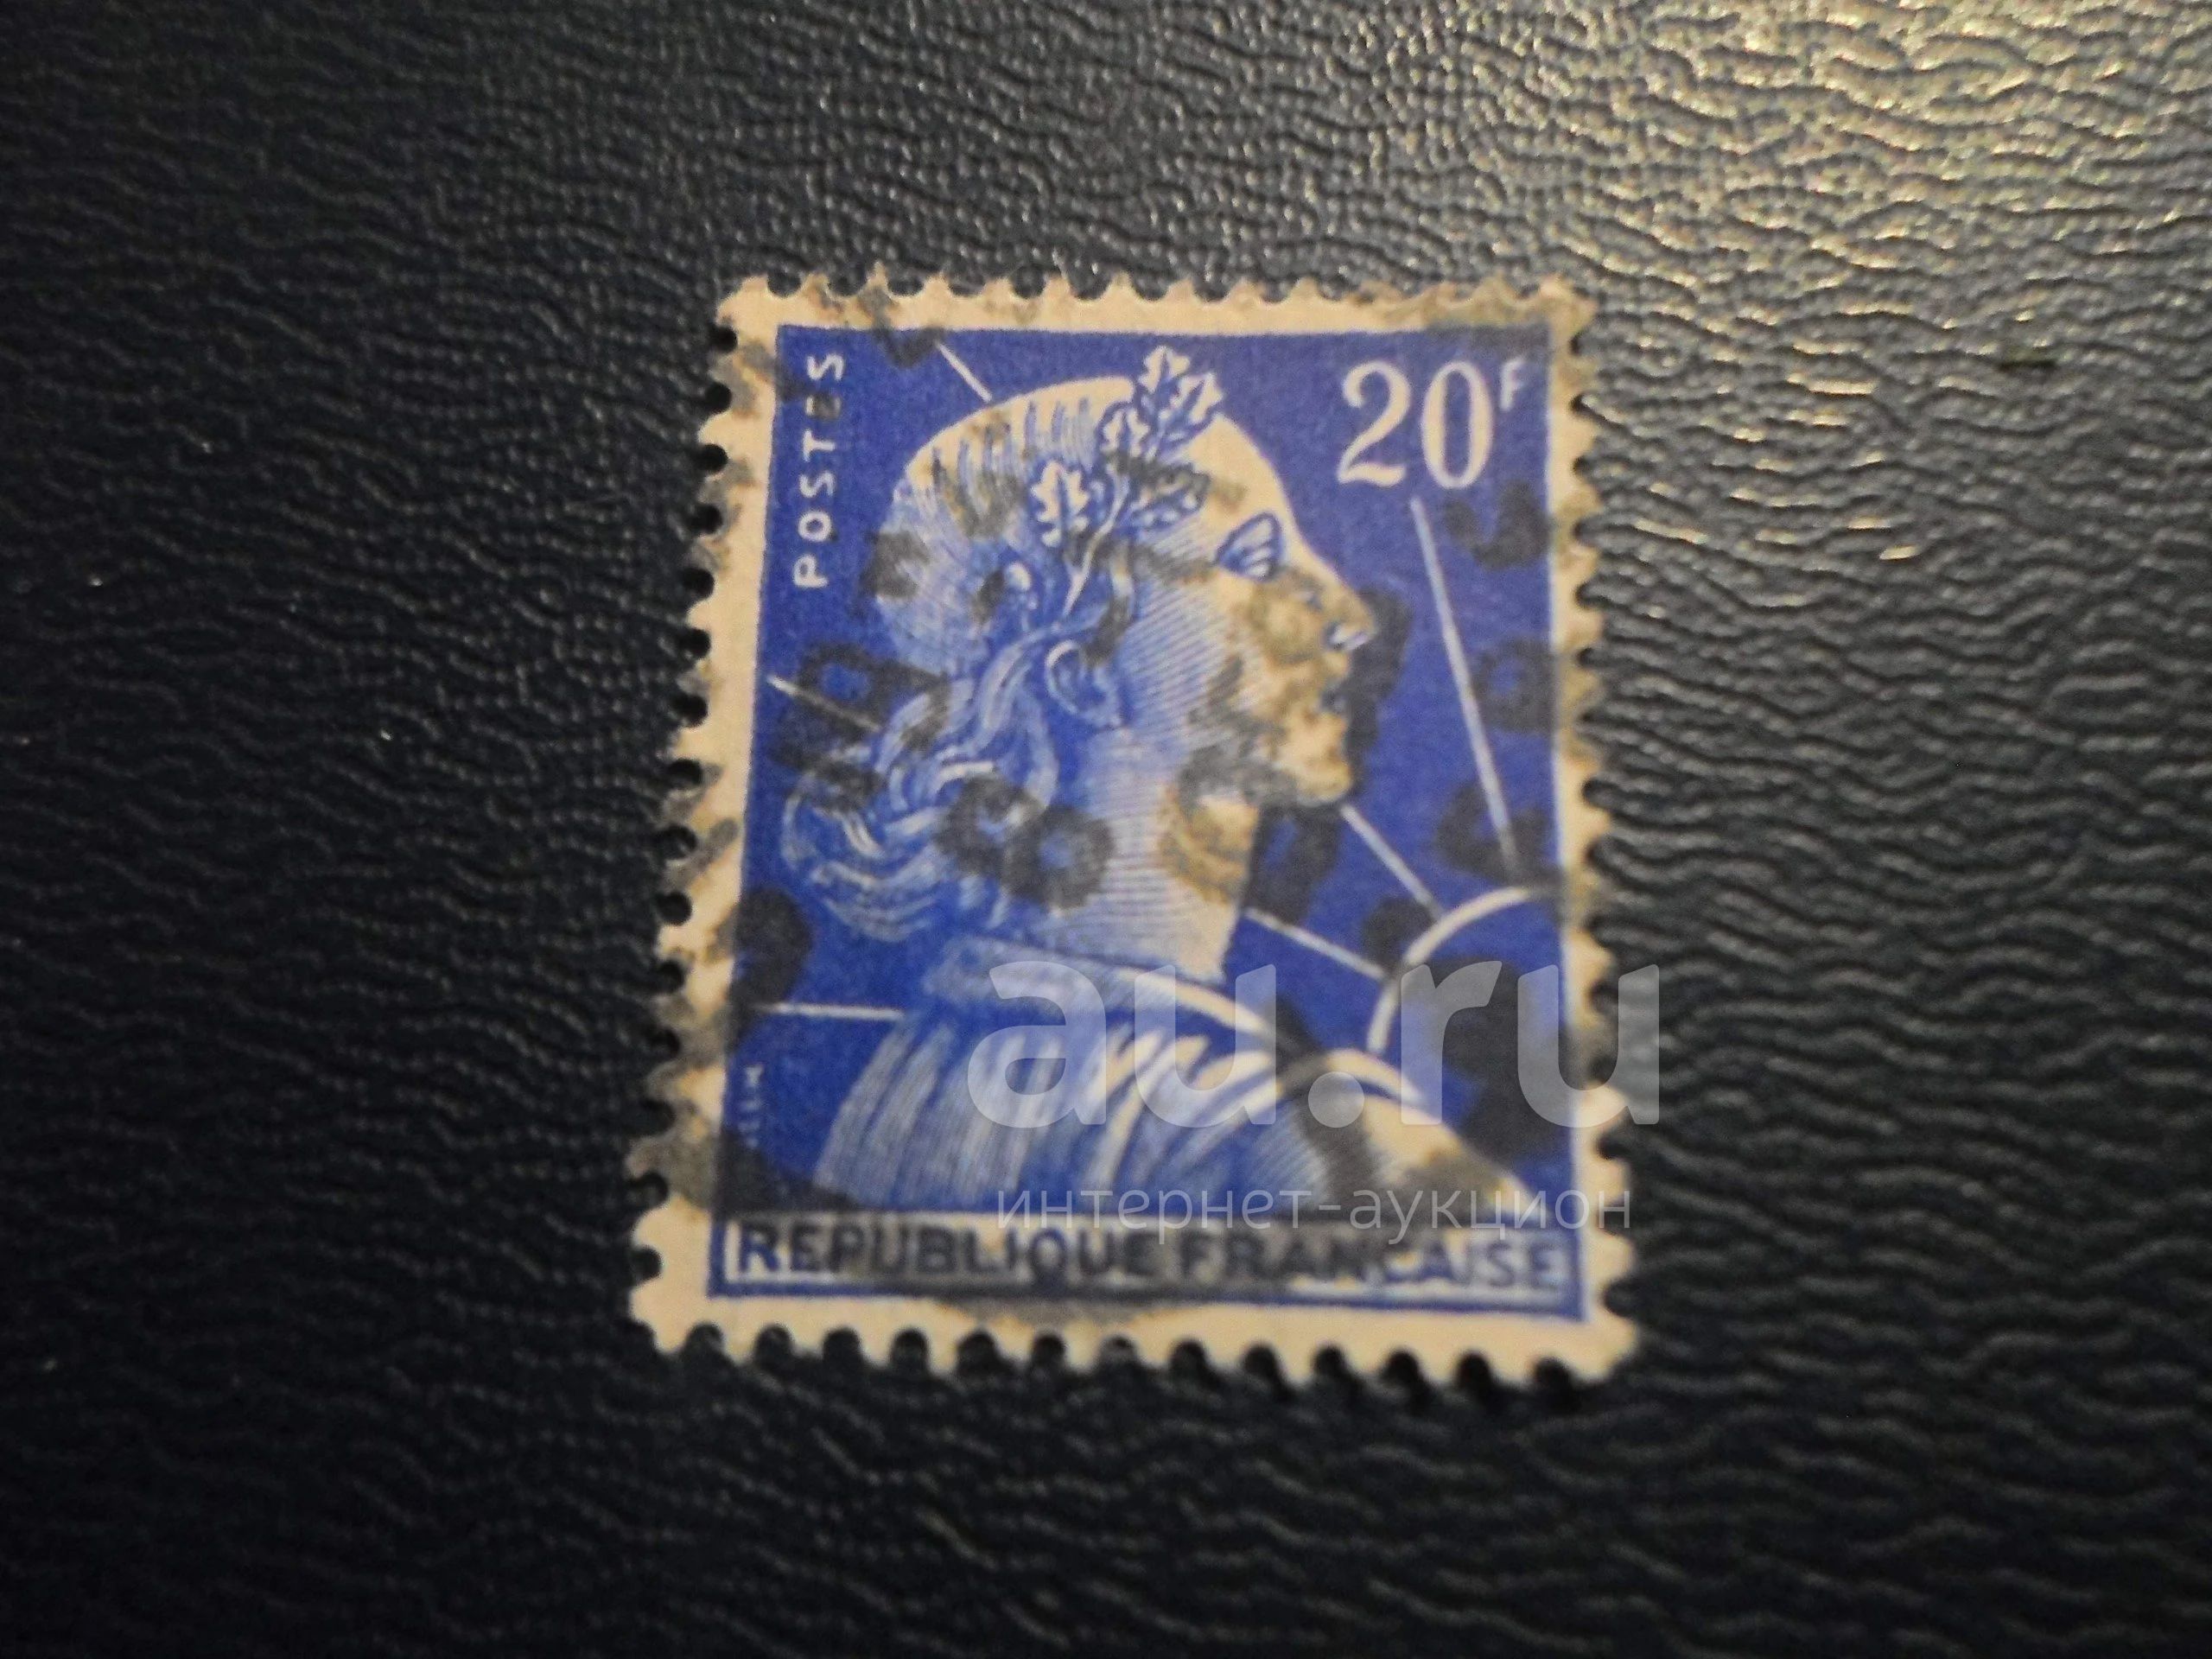 POSTES
20F
REPUBLIQUE FRANCAISE
au.ru
интернет-аукцион